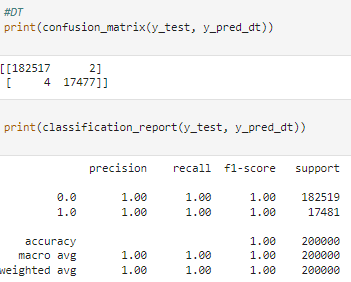 #DT
print(confusion_matrix(y_test, y_pred_dt))
[[182517      2]
 [     4  17477]]
print(classification_report(y_test, y_pred_dt))
              precision    recall  f1-score   support
         0.0       1.00      1.00      1.00    182519
         1.0       1.00      1.00      1.00     17481
    accuracy                           1.00    200000
   macro avg       1.00      1.00      1.00    200000
weighted avg       1.00      1.00      1.00    200000